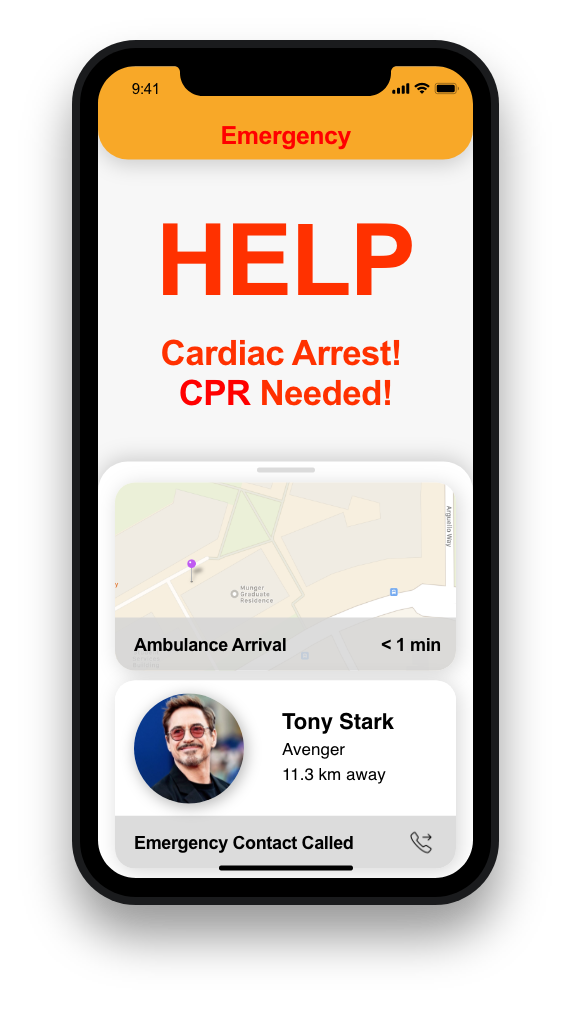 9:41
Emergency
HELP
Cardiac Arrest!
CPR Needed!
Arguello Way
Munger
Graduate
Residence
Ambulance Arrival < 1 min
Tony Stark
Avenger
11.3 km away
Emergency Contact Called